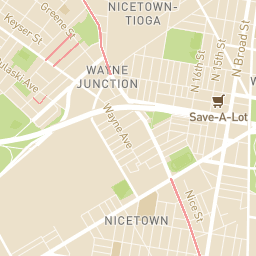 NICETOWN-
TIOGA
Greene St
Keyser St
Pulaski Ave
WAYNE
JUNCTION
N 16th St
N 15th St
N Broad St
Save-A-Lot
Wayne Ave
Nice St
NICETOWN